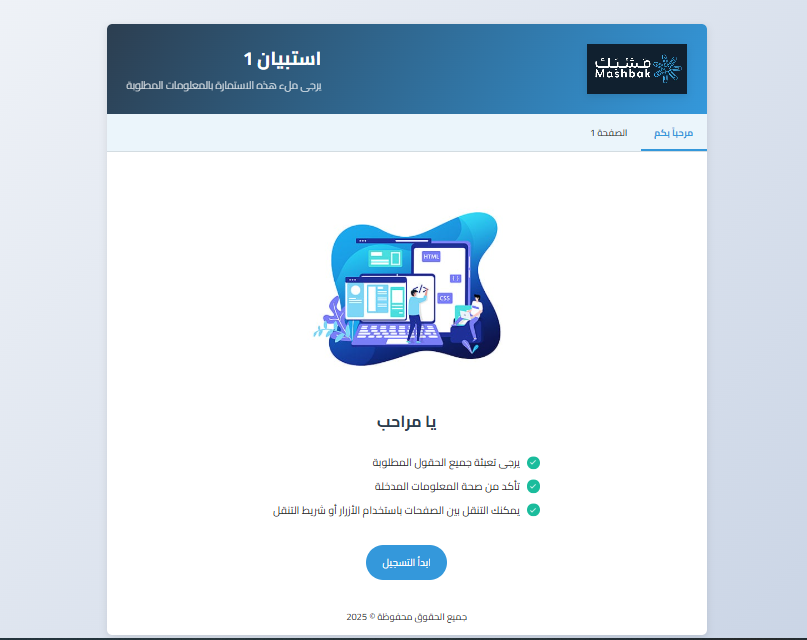 مشبك
Mashbak
استبيان 1
يرجى ملء هذه الاستمارة بالمعلومات المطلوبة
مرحباً بكم
الصفحة 1
HTML
</>
{ }
CSS
يا مراحب
يرجى تعبئة جميع الحقول المطلوبة
تأكد من صحة المعلومات المدخلة
يمكنك التنقل بين الصفحات باستخدام الأزرار أو شريط التنقل
ابدأ التسجيل
جميع الحقوق محفوظة © 2025